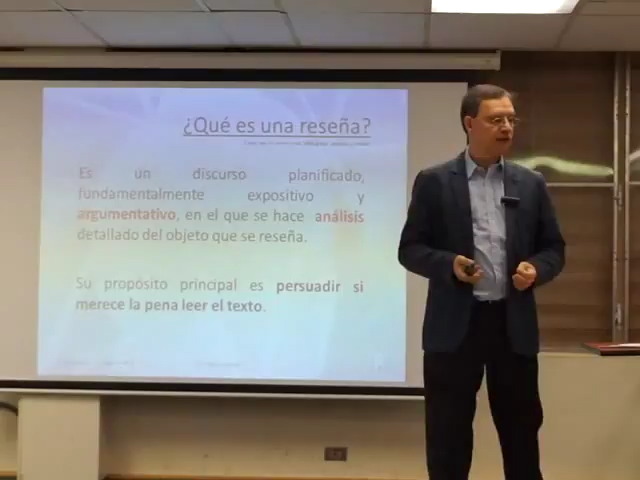 ¿Qué es una reseña?
Es un discurso planificado,
fundamentalmente expositivo y
argumentativo, en el que se hace análisis
detallado del objeto que se reseña.
Su propósito principal es persuadir si
merece la pena leer el texto.